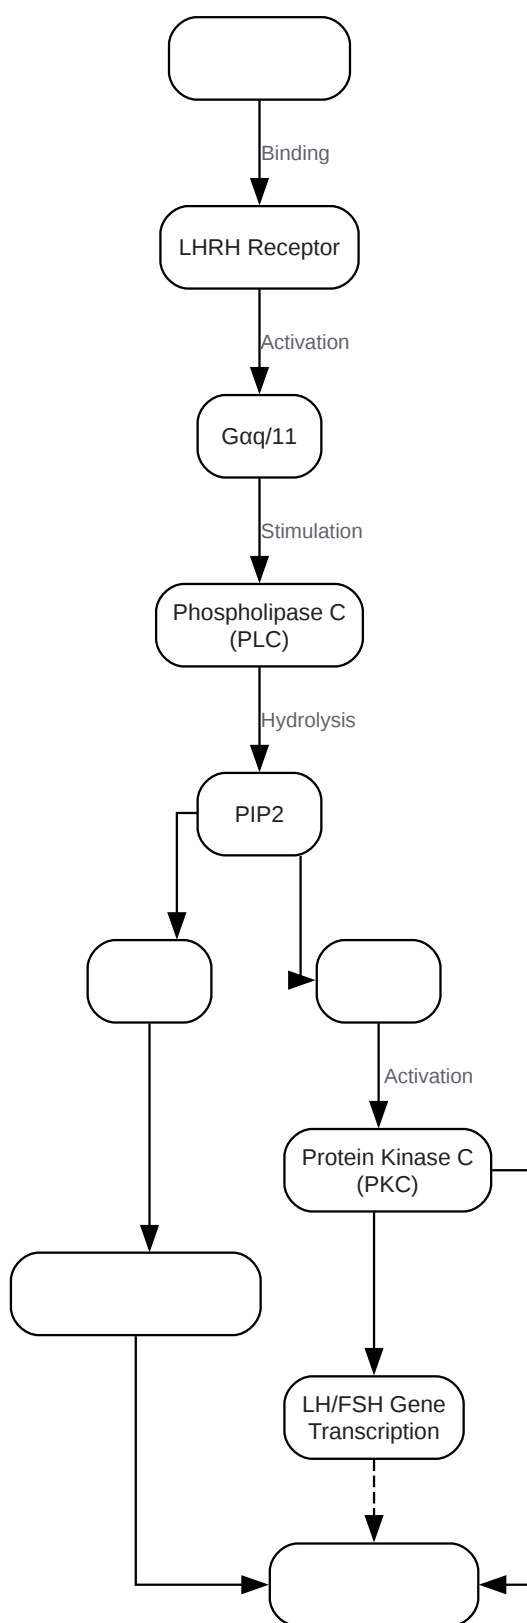 Binding
LHRH Receptor
Activation
Gαq/11
Stimulation
Phospholipase C
(PLC)
Hydrolysis
PIP2
Activation
Protein Kinase C
(PKC)
LH/FSH Gene
Transcription